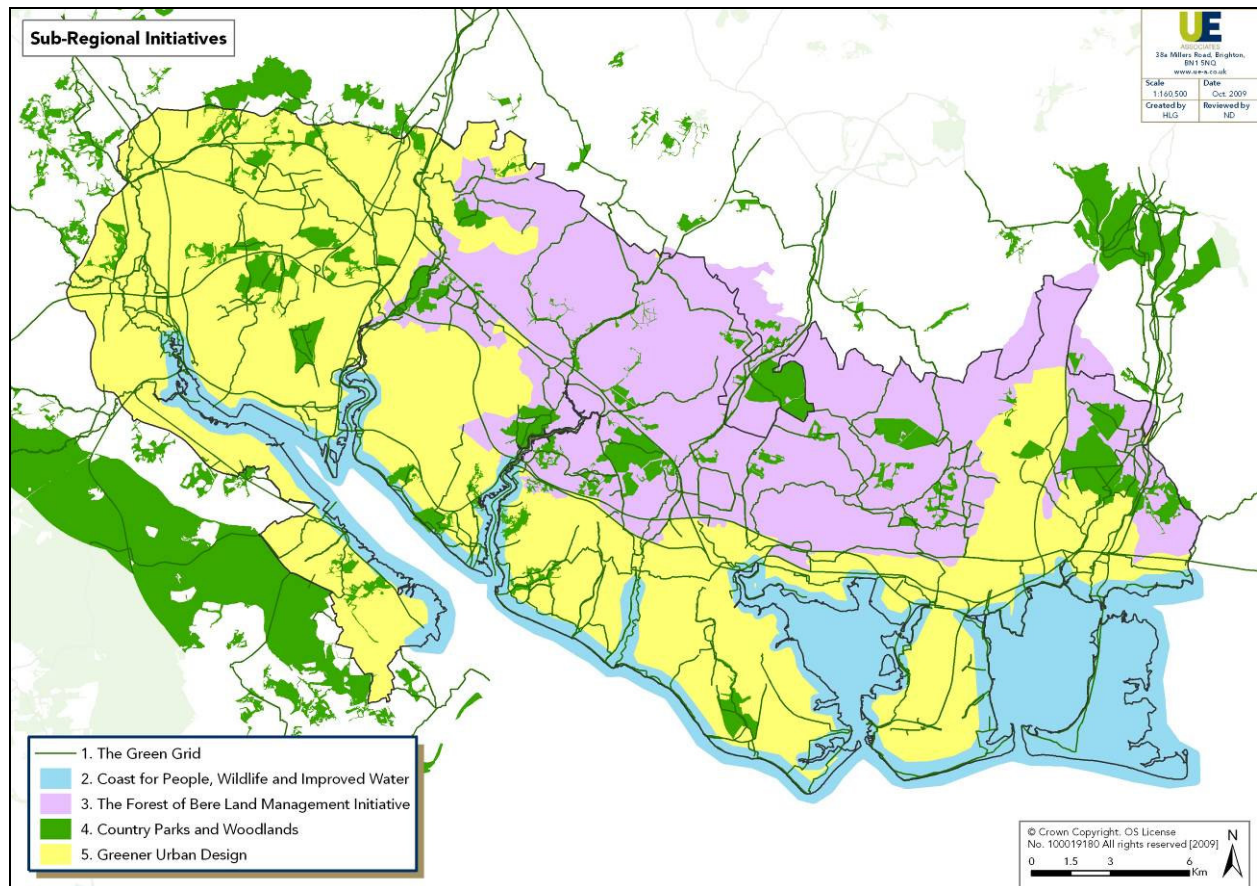 Sub-Regional Initiatives
UE
ASSOCIATES
38a Millers Road, Brighton,
BN1 5NQ
www.ue-a.co.uk
Scale Date
1:160,500 Oct. 2009
Created by Reviewed by
HLG ND
1. The Green Grid
2. Coast for People, Wildlife and Improved Water
3. The Forest of Bere Land Management Initiative
4. Country Parks and Woodlands
5. Greener Urban Design
© Crown Copyright. OS License
No. 100019180 All rights reserved [2009]
N
0 1.5 3 6
Km